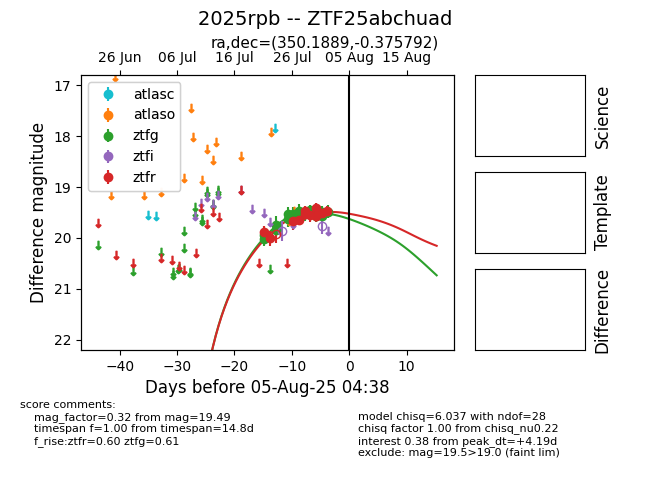 2025rpb -- ZTF25abchuad
ra,dec=(350.1889,-0.375792)
26 Jun 06 Jul 16 Jul 26 Jul 05 Aug 15 Aug
atlasc
atlaso
ztfg
ztfi
ztfr
17
18
19
20
21
22
Difference magnitude
−40 −30 −20 −10 0 10
Days before 05-Aug-25 04:38
Science
Template
Difference
score comments:
mag_factor=0.32 from mag=19.49
timespan f=1.00 from timespan=14.8d
f_rise:ztfr=0.60 ztfg=0.61
model chisq=6.037 with ndof=28
chisq factor 1.00 from chisq_nu0.22
interest 0.38 from peak_dt=+4.19d
exclude: mag=19.5>19.0 (faint lim)